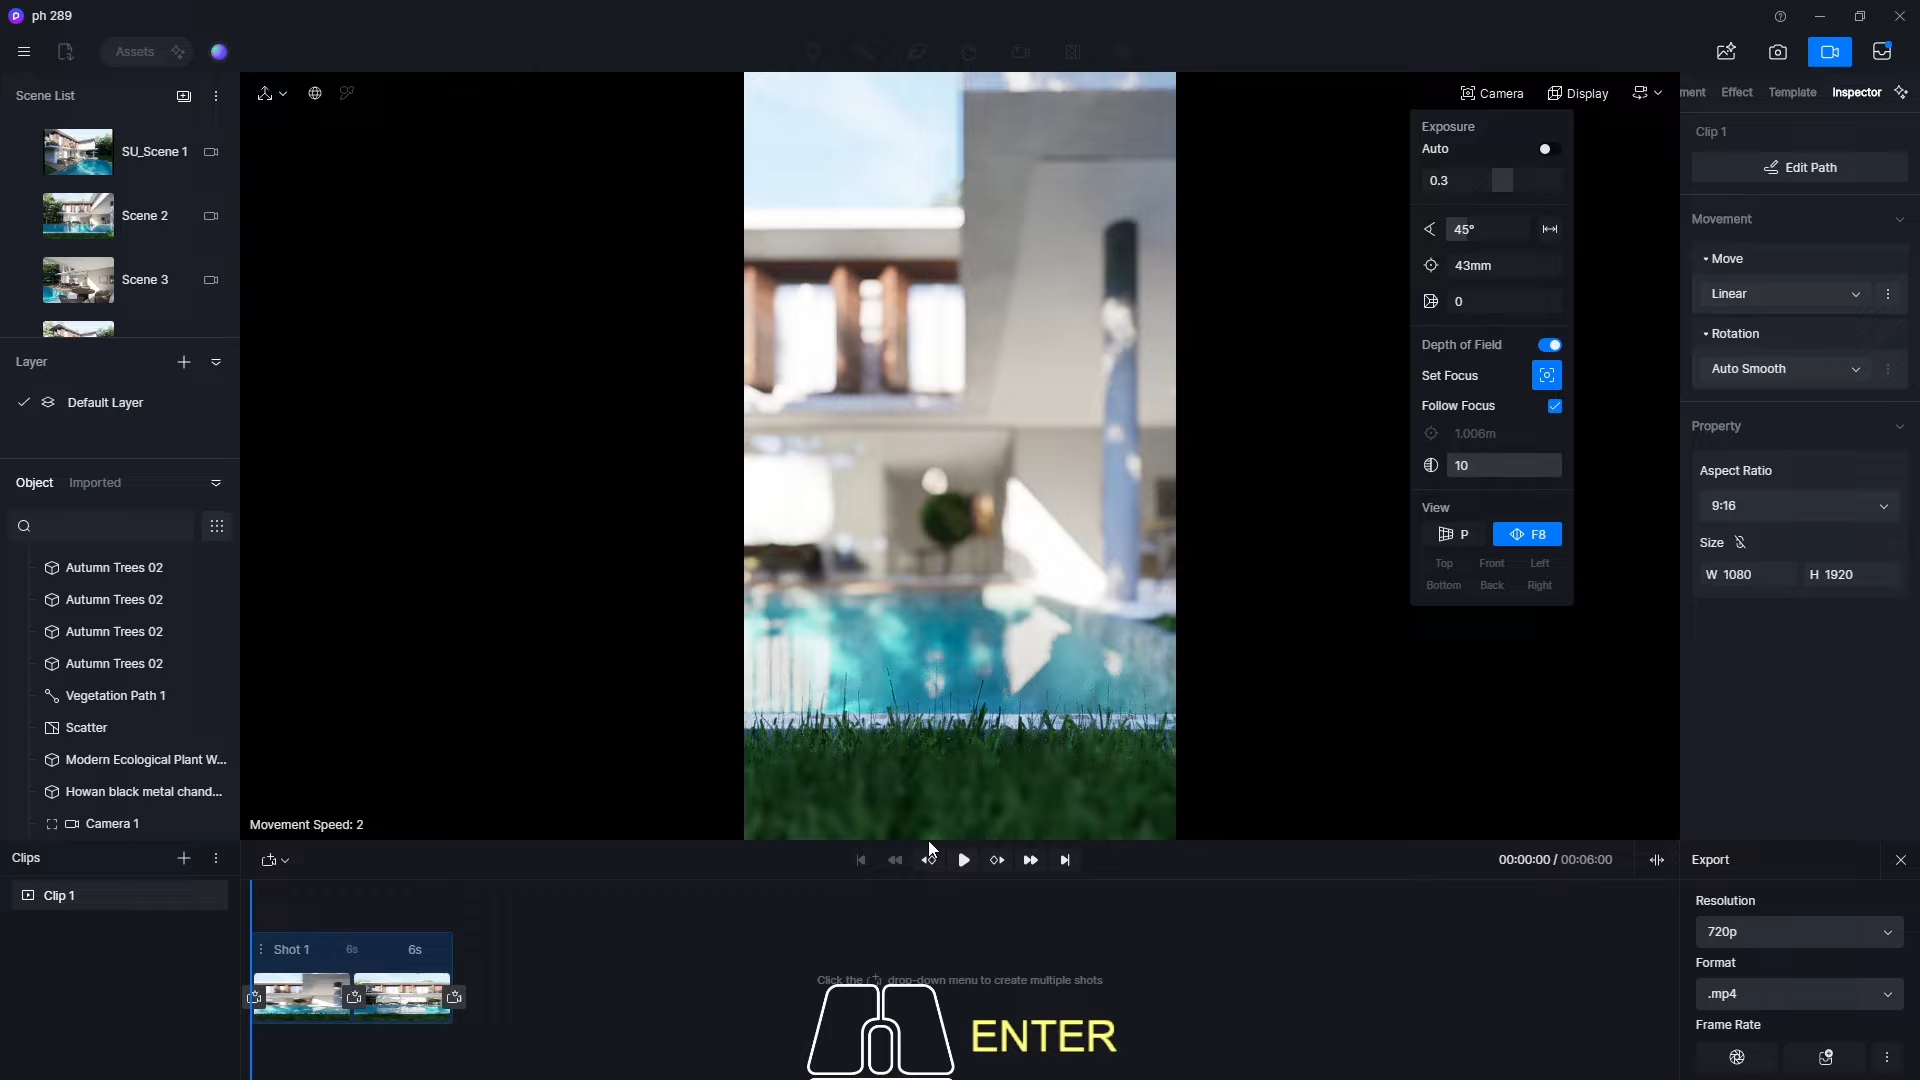 ph 289
Assets
Scene List
SU_Scene 1
Scene 2
Scene 3
Layer
Default Layer
Object
Imported
Autumn Trees 02
Autumn Trees 02
Autumn Trees 02
Autumn Trees 02
Vegetation Path 1
Scatter
Modern Ecological Plant W...
Howan black metal chand...
Camera 1
Clips
Clip 1
Camera
Display
Exposure
Auto
0.3
45°
43mm
0
Depth of Field
Set Focus
Follow Focus
1.006m
10
View
P
F8
Top Front Left
Bottom Back Right
Movement Speed: 2
00:00:00 / 00:06:00
Shot 1 6s 6s
Click the drop-down menu to create multiple shots
ENTER
ment Effect Template Inspector
Clip 1
Edit Path
Movement
Move
Linear
Rotation
Auto Smooth
Property
Aspect Ratio
9:16
Size
W 1080 H 1920
Export
Resolution
720p
Format
.mp4
Frame Rate